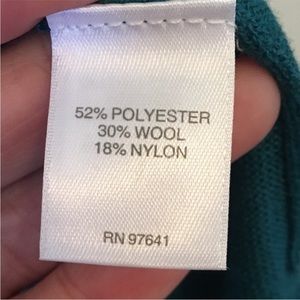 52% POLYESTER
30% WOOL
18% NYLON
RN 97641